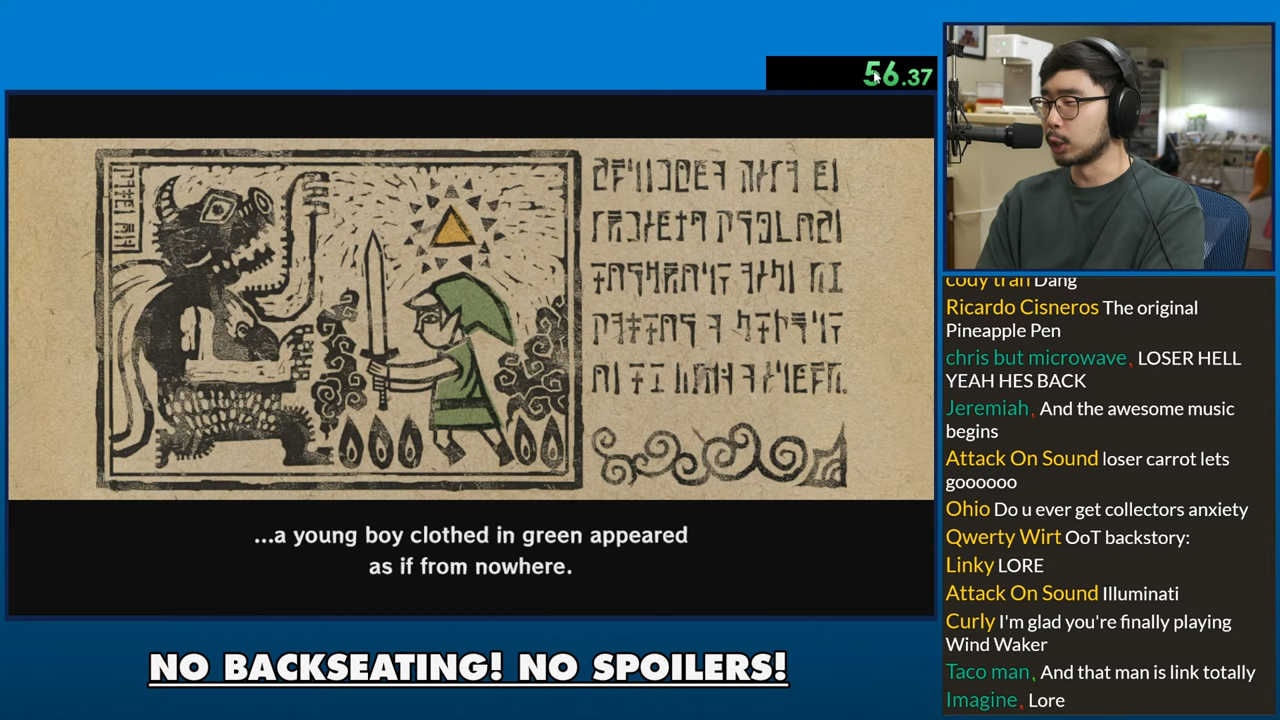 56.37
...a young boy clothed in green appeared
as if from nowhere.
NO BACKSEATING! NO SPOILERS!
cody tran Dang
Ricardo Cisneros The original
Pineapple Pen
chris but microwave, LOSER HELL
YEAH HES BACK
Jeremiah, And the awesome music
begins
Attack On Sound loser carrot lets
goooooo
Ohio Do u ever get collectors anxiety
Qwerty Wirt OoT backstory:
Linky LORE
Attack On Sound Illuminati
Curly I'm glad you're finally playing
Wind Waker
Taco man, And that man is link totally
Imagine, Lore